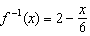 f⁻¹(x) = 2 − x/6